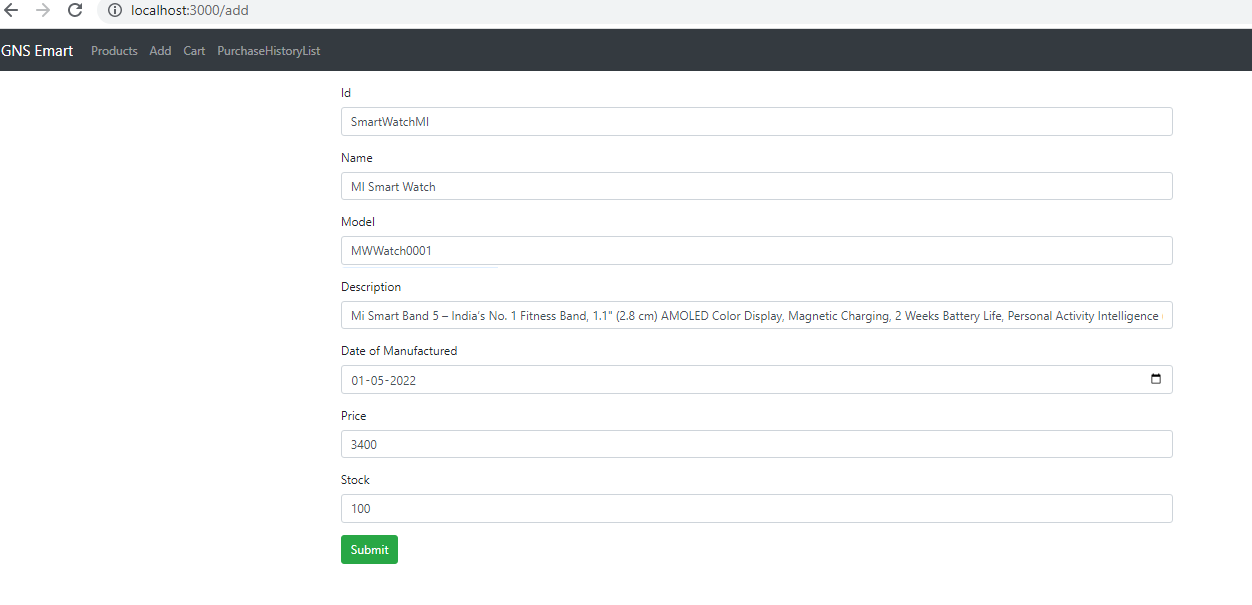 localhost:3000/add
GNS Emart Products Add Cart PurchaseHistoryList
Id
SmartWatchMI
Name
MI Smart Watch
Model
MWWatch0001
Description
Mi Smart Band 5 – India's No. 1 Fitness Band, 1.1" (2.8 cm) AMOLED Color Display, Magnetic Charging, 2 Weeks Battery Life, Personal Activity Intelligence
Date of Manufactured
01-05-2022
Price
3400
Stock
100
Submit